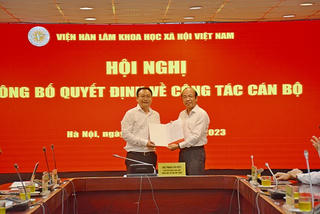 VIỆN HÀN LÂM KHOA HỌC XÃ HỘI VIỆT NAM
HỘI NGHỊ
ÔNG BỐ QUYẾT ĐỊNH VỀ CÔNG TÁC CÁN BỘ
Hà Nội, 2023